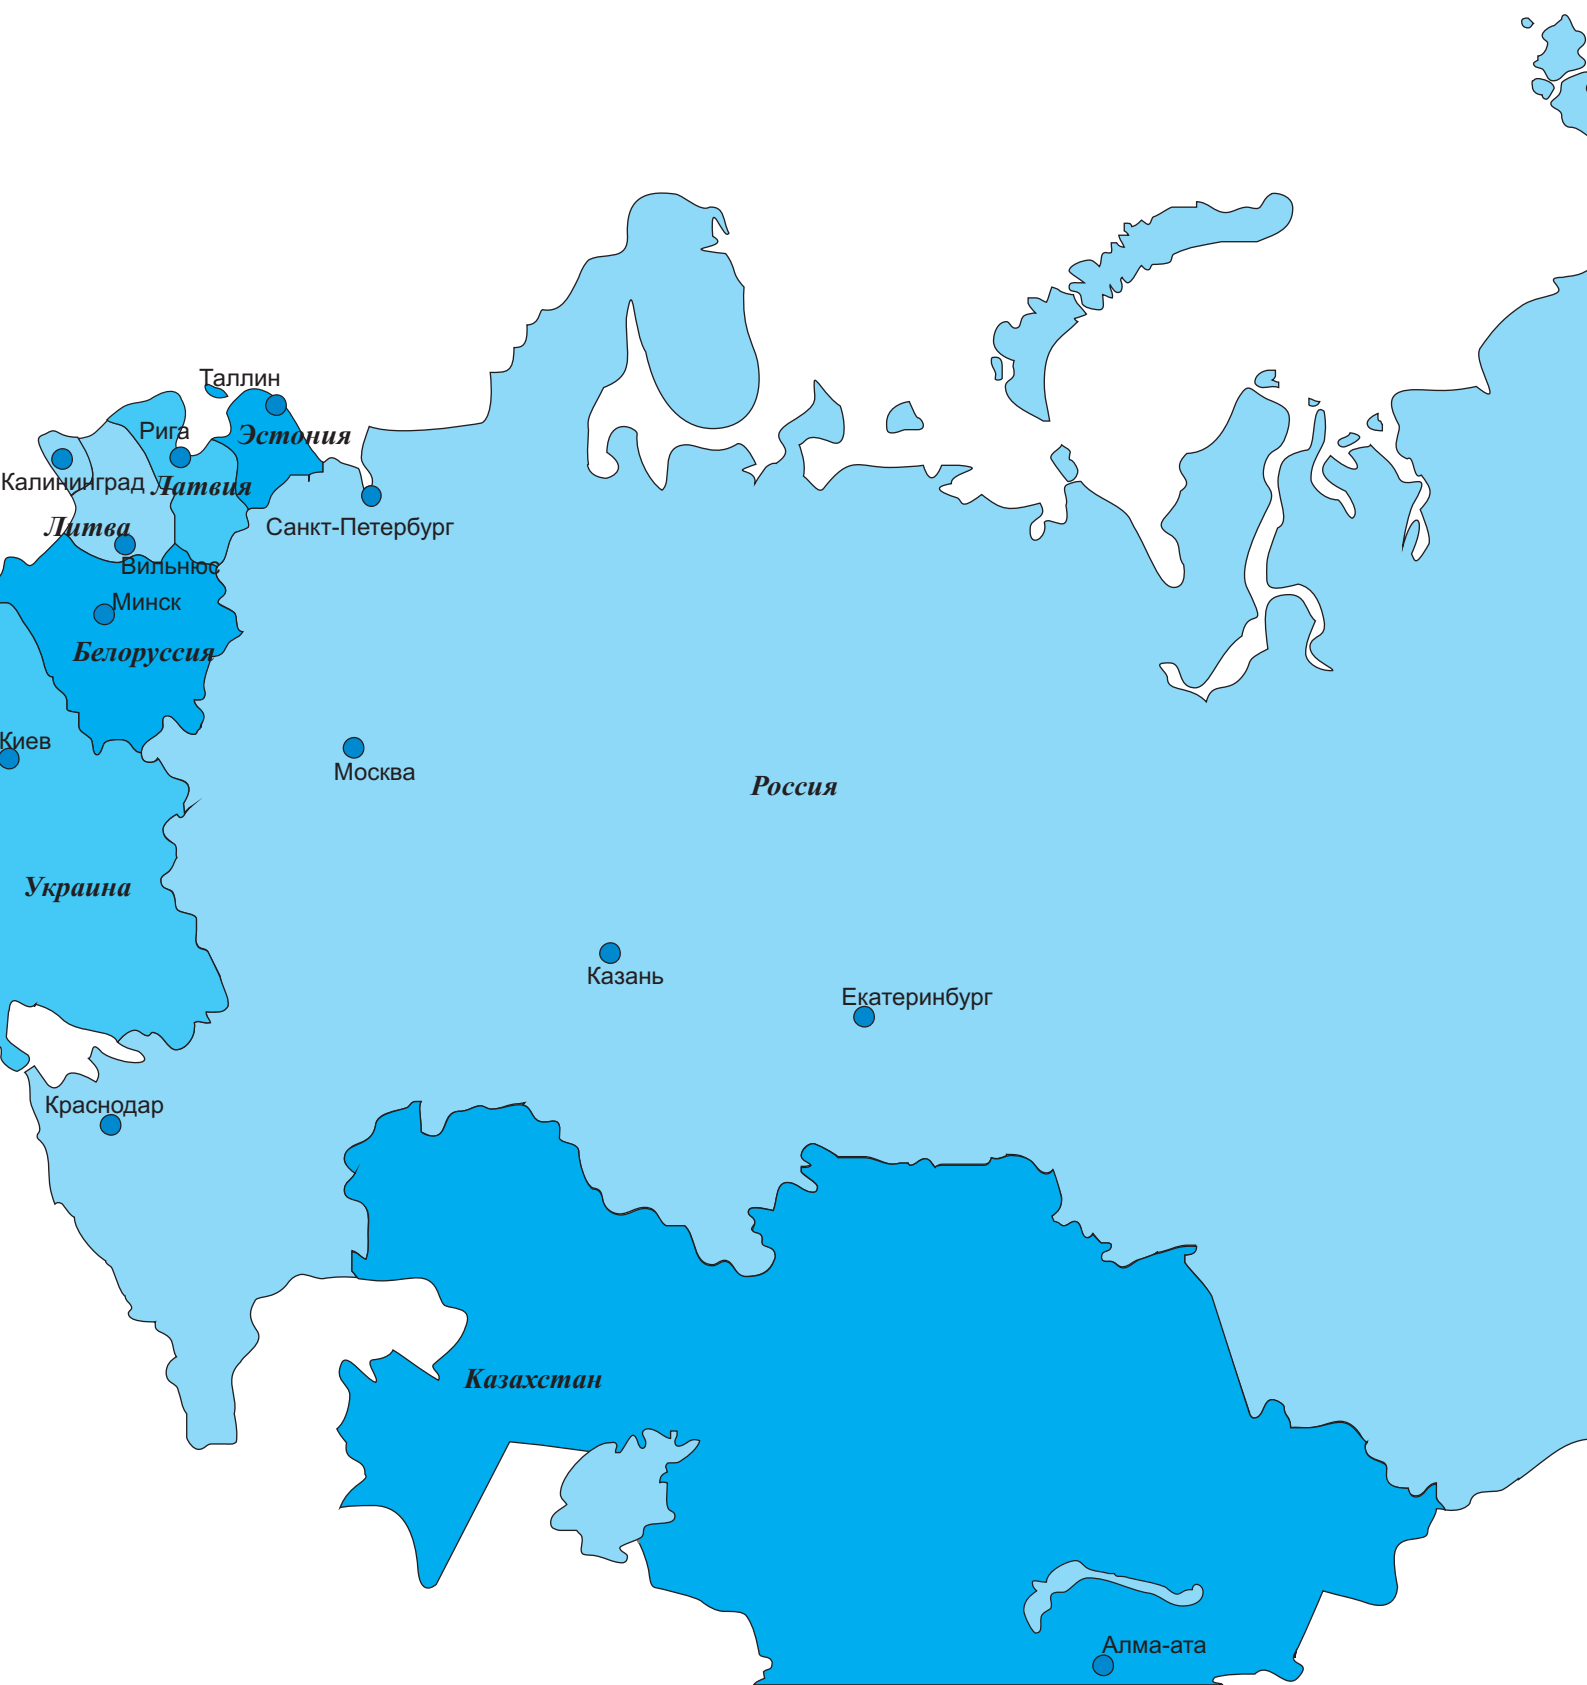 Таллин
Рига
Эстония
Калининград
Латвия
Литва
Санкт-Петербург
Вильнюс
Минск
Белоруссия
Киев
Москва
Россия
Украина
Казань
Екатеринбург
Краснодар
Казахстан
Алма-ата